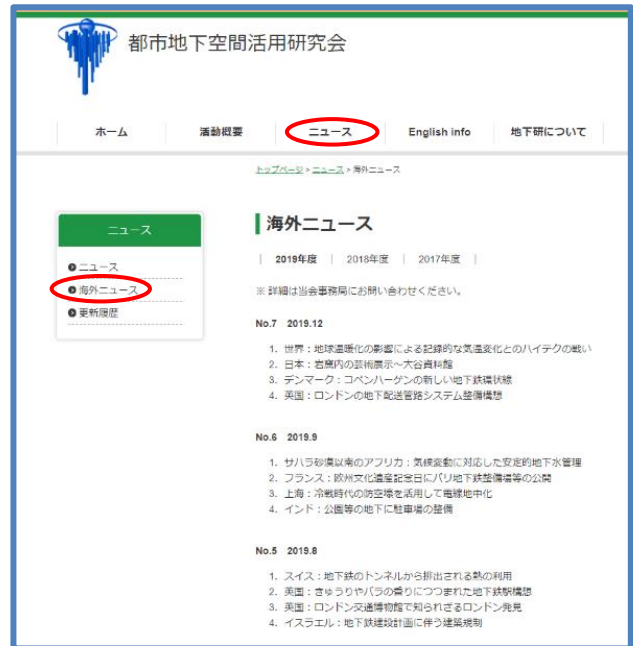 都市地下空間活用研究会
ホーム 活動概要 ニュース English info 地下研について
トップページ > ニュース > 海外ニュース
ニュース
ニュース
海外ニュース
更新履歴
海外ニュース
| 2019年度 | 2018年度 | 2017年度 |
※ 詳細は当会事務局にお問い合わせください。
No.7 2019.12
1. 世界：地球温暖化の影響による記録的な気温変化とのハイテクの戦い
2. 日本：岩窟内の芸術展示～大谷資料館
3. デンマーク：コペンハーゲンの新しい地下鉄環状線
4. 英国：ロンドンの地下配送管路システム整備構想
No.6 2019.9
1. サハラ砂漠以南のアフリカ：気候変動に対応した安定的地下水管理
2. フランス：欧州文化遺産記念日にパリ地下鉄整備場等の公開
3. 上海：冷戦時代の防空壕を活用して電線地中化
4. インド：公園等の地下に駐車場の整備
No.5 2019.8
1. スイス：地下鉄のトンネルから排出される熱の利用
2. 英国：きゅうりやバラの香りにつつまれた地下鉄駅構想
3. 英国：ロンドン交通博物館で知られざるロンドン発見
4. イスラエル：地下鉄建設計画に伴う建築規制